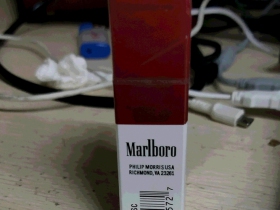 Marlboro
PHILIP MORRIS USA
RICHMOND, VA 23261